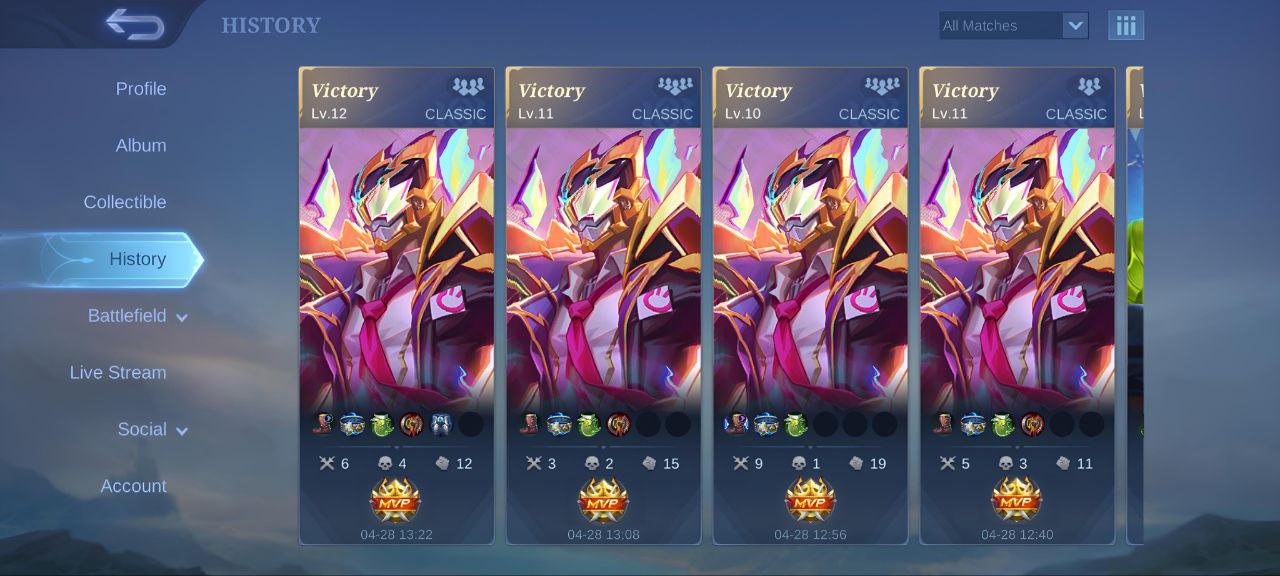 HISTORY
All Matches
Profile
Album
Collectible
History
Battlefield
Live Stream
Social
Account
Victory
Lv.12 CLASSIC
6 4 12
MVP
04-28 13:22
Victory
Lv.11 CLASSIC
3 2 15
MVP
04-28 13:08
Victory
Lv.10 CLASSIC
9 1 19
MVP
04-28 12:56
Victory
Lv.11 CLASSIC
5 3 11
MVP
04-28 12:40